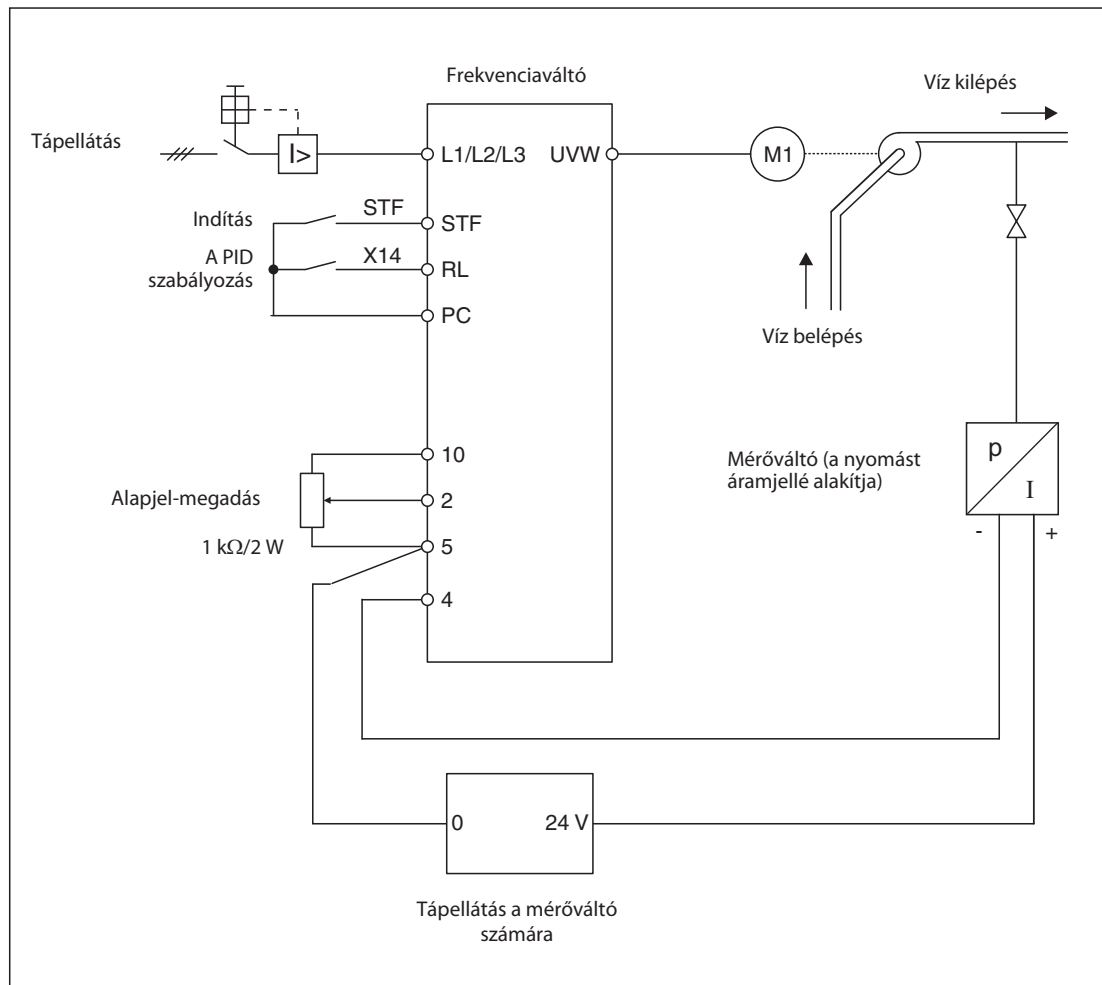 Frekvenciaváltó
Víz kilépés
Tápellátás
I>
L1/L2/L3
UVW
M1
Indítás
STF
STF
A PID
szabályozás
X14
RL
PC
Víz belépés
10
Alapjel-megadás
2
1 kΩ/2 W
5
4
Mérőváltó (a nyomást
áramjellé alakítja)
p
I
-
+
0
24 V
Tápellátás a mérőváltó
számára